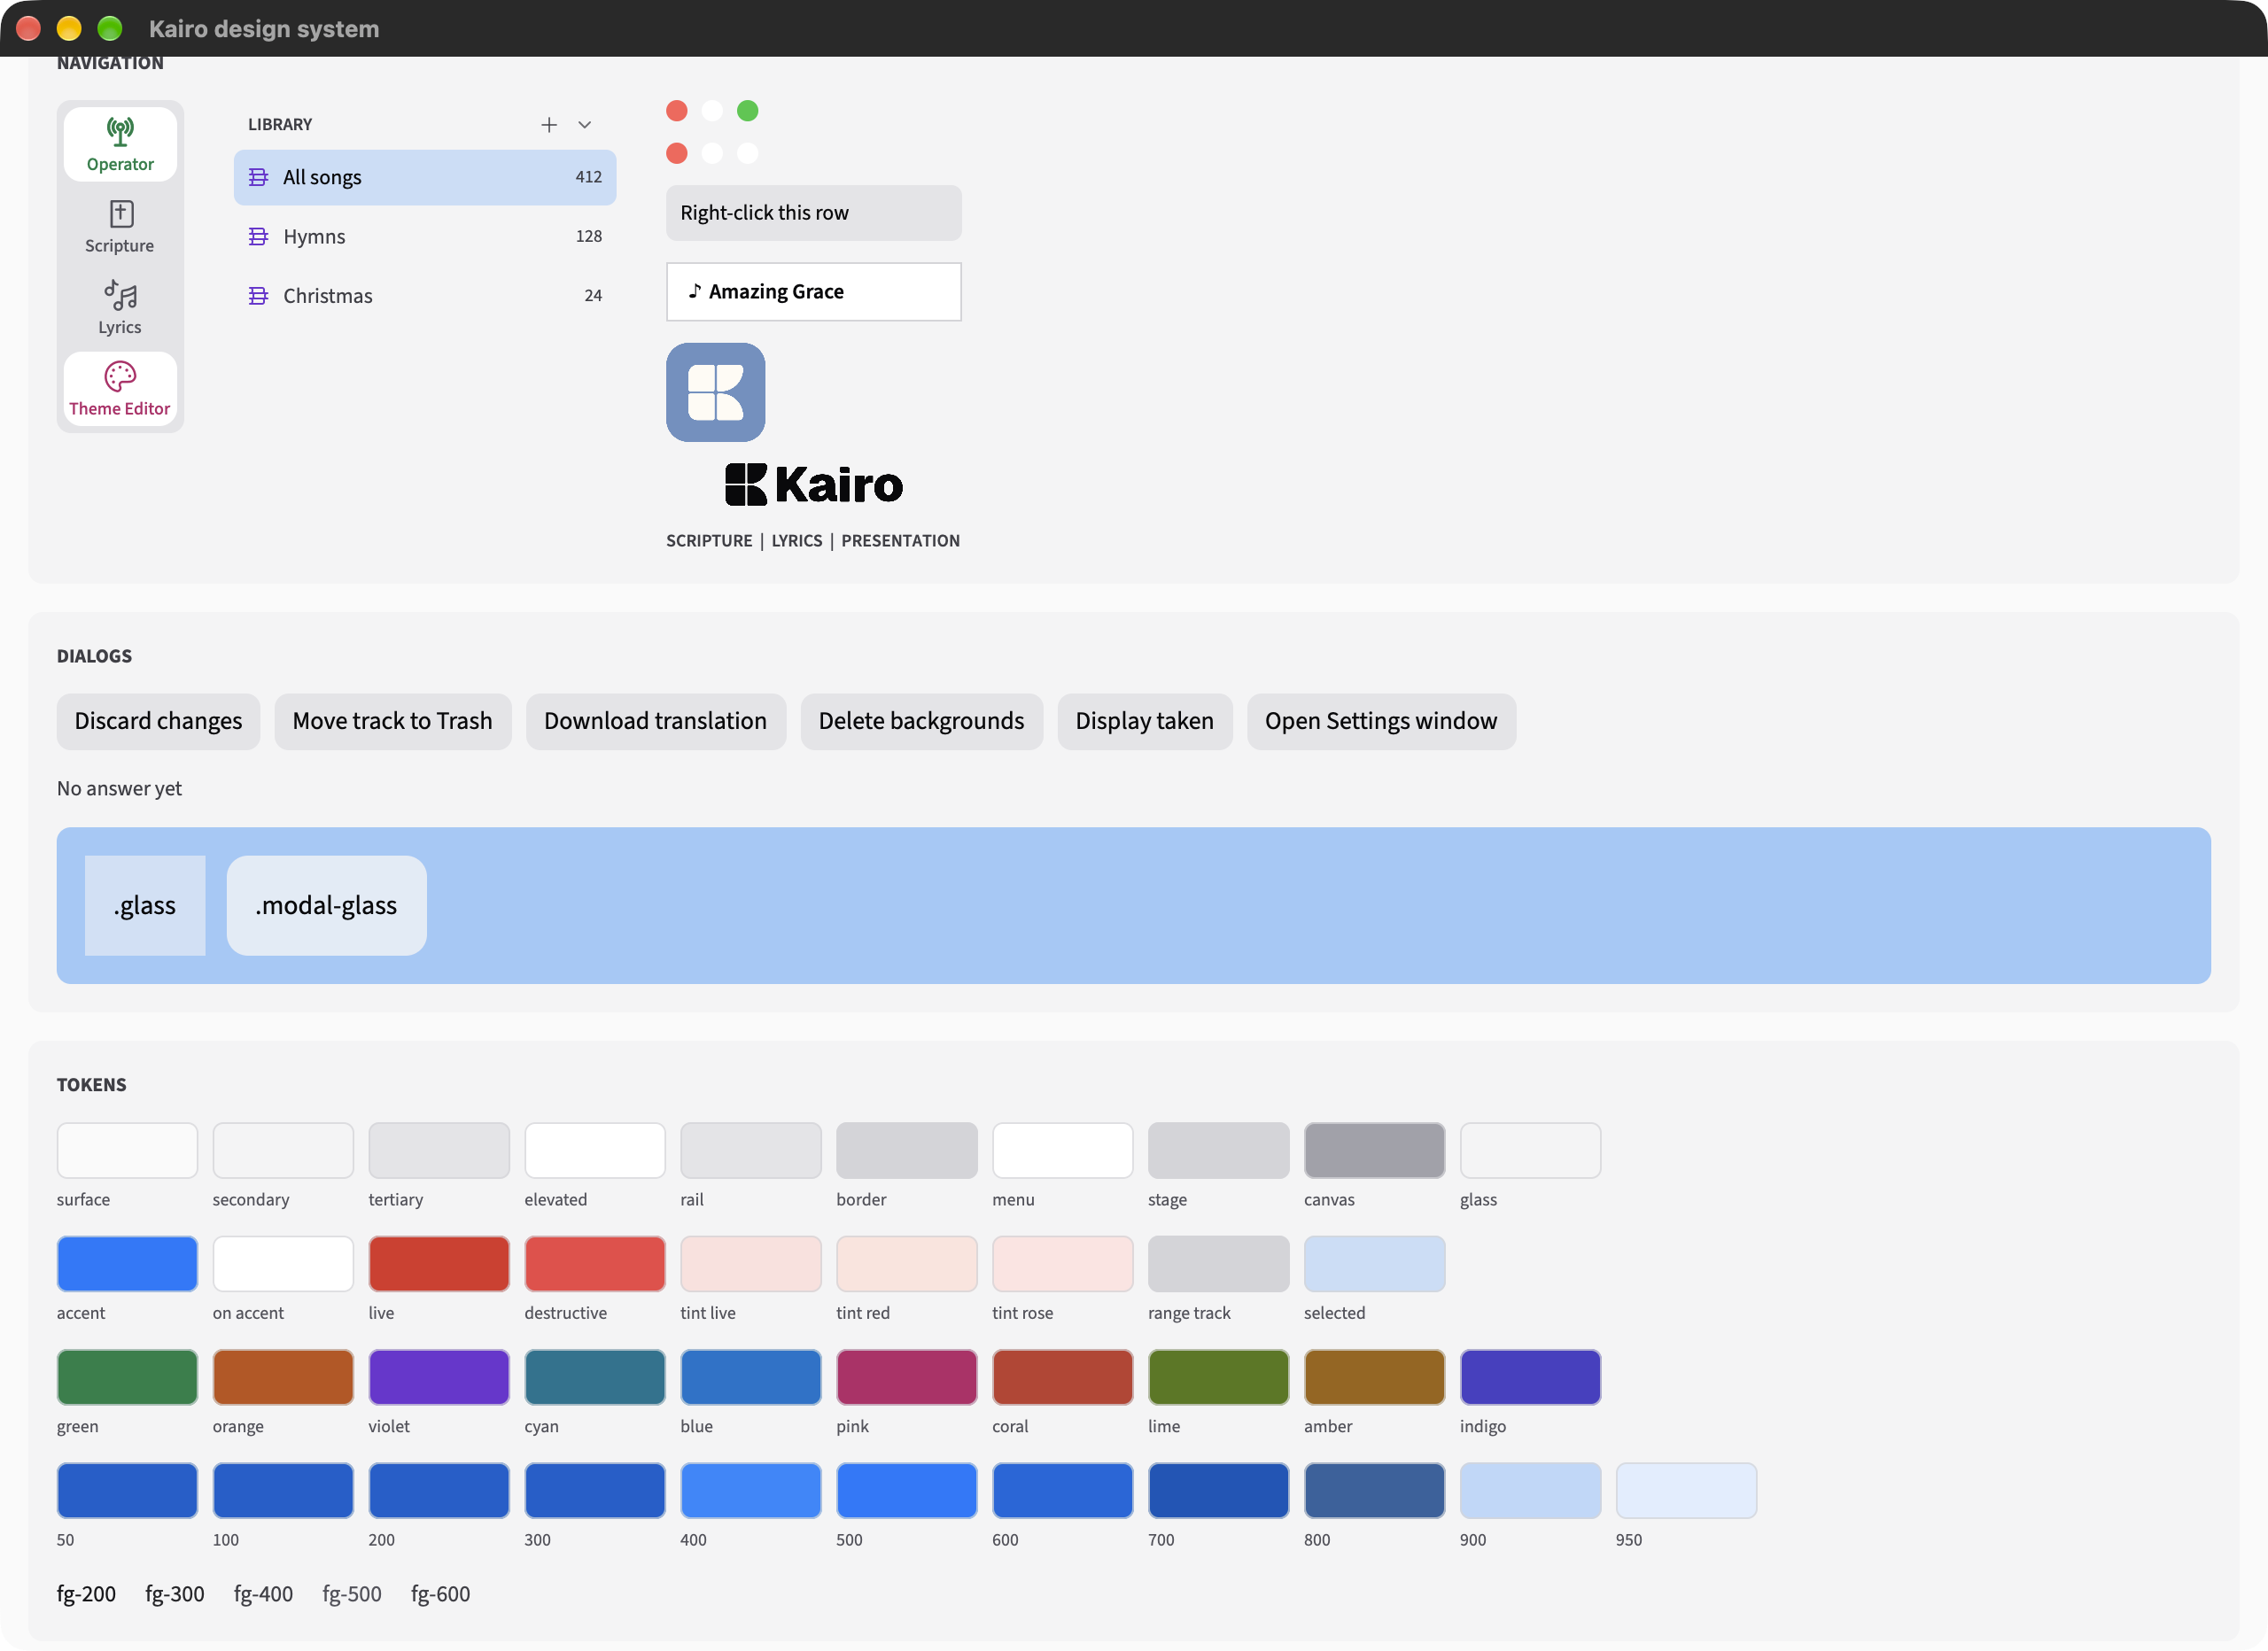 Kairo design system
NAVIGATION
Operator
Scripture
Lyrics
Theme Editor
LIBRARY
All songs 412
Hymns 128
Christmas 24
Right-click this row
♪ Amazing Grace
Kairo
SCRIPTURE | LYRICS | PRESENTATION
DIALOGS
Discard changes Move track to Trash Download translation Delete backgrounds Display taken Open Settings window
No answer yet
.glass .modal-glass
TOKENS
surface secondary tertiary elevated rail border menu stage canvas glass
accent on accent live destructive tint live tint red tint rose range track selected
green orange violet cyan blue pink coral lime amber indigo
50 100 200 300 400 500 600 700 800 900 950
fg-200 fg-300 fg-400 fg-500 fg-600